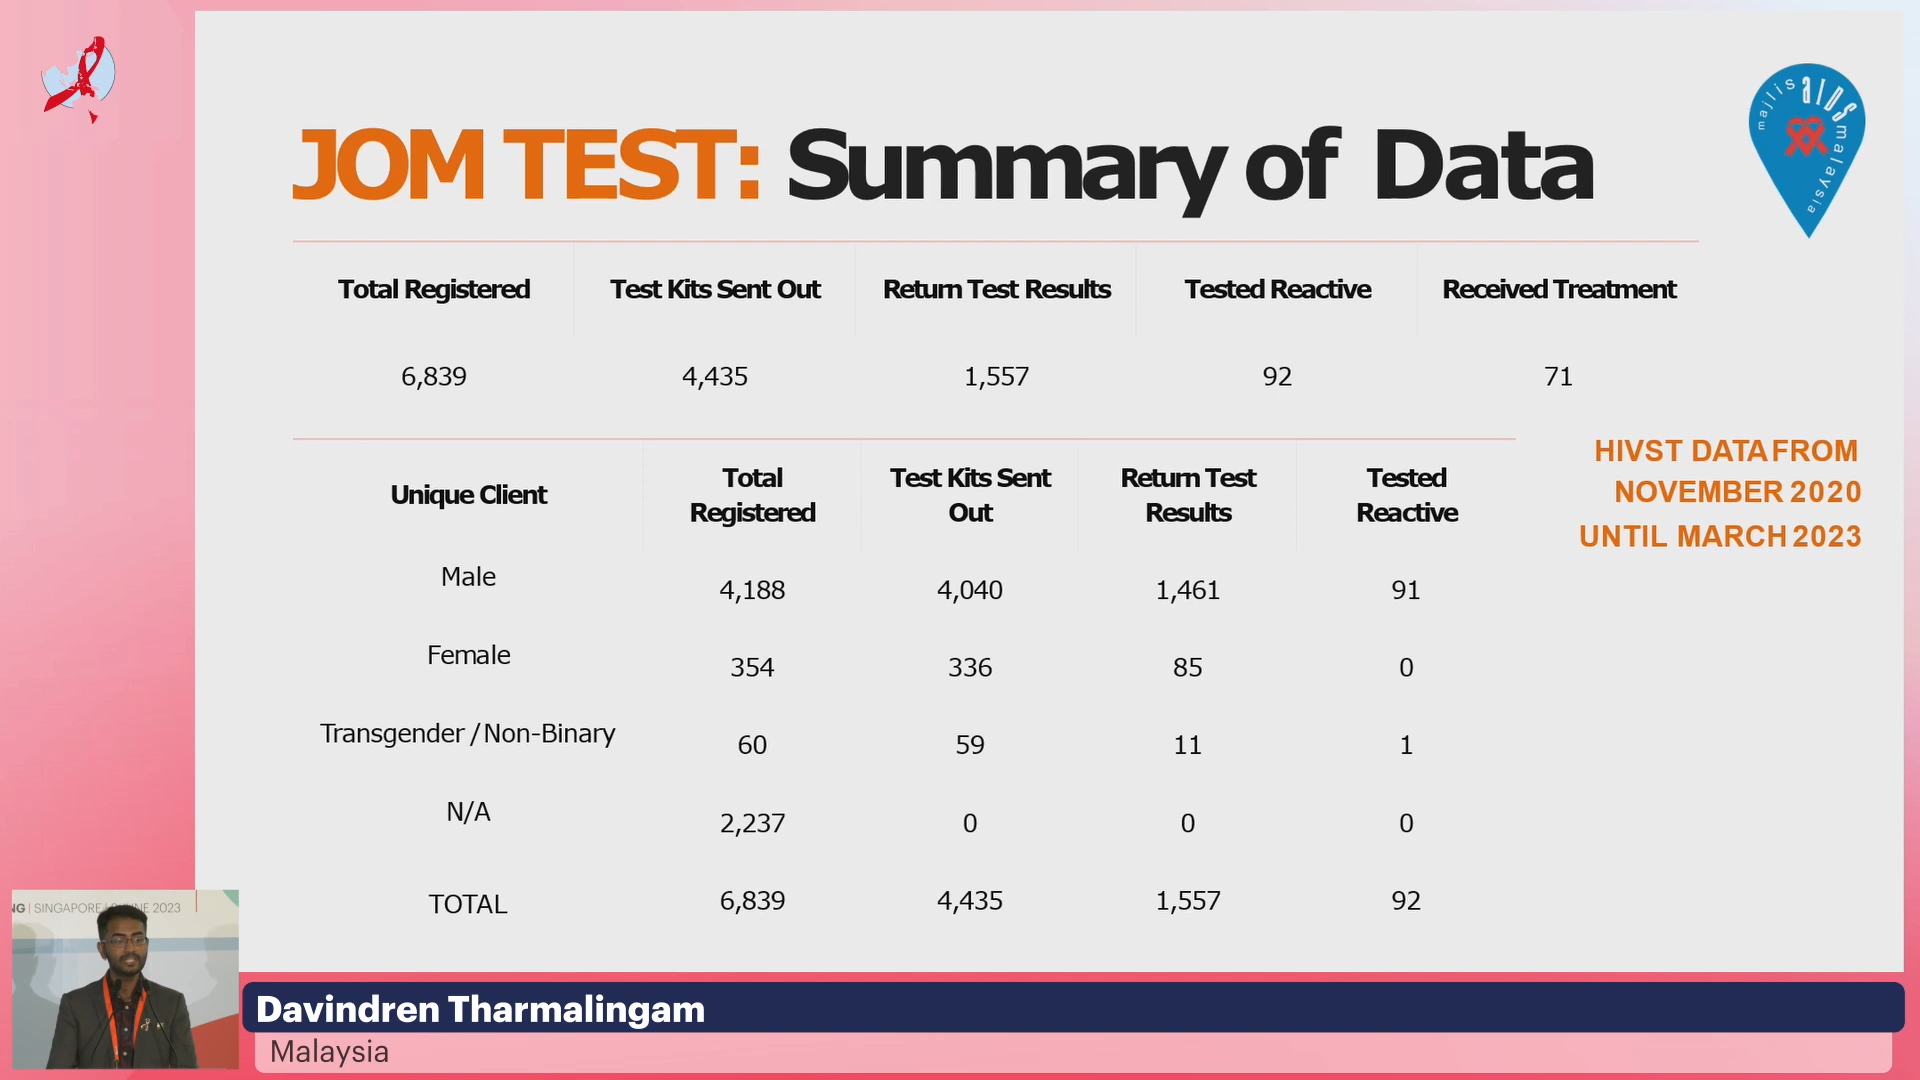 majlis AIDS malaysia
JOM TEST: Summary of Data
Total Registered Test Kits Sent Out Return Test Results Tested Reactive Received Treatment
6,839 4,435 1,557 92 71
HIVST DATA FROM
NOVEMBER 2020
UNTIL MARCH 2023
Unique Client Total Registered Test Kits Sent Out Return Test Results Tested Reactive
Male 4,188 4,040 1,461 91
Female 354 336 85 0
Transgender / Non-Binary 60 59 11 1
N/A 2,237 0 0 0
TOTAL 6,839 4,435 1,557 92
NG | SINGAPORE 2023
Davindren Tharmalingam
Malaysia